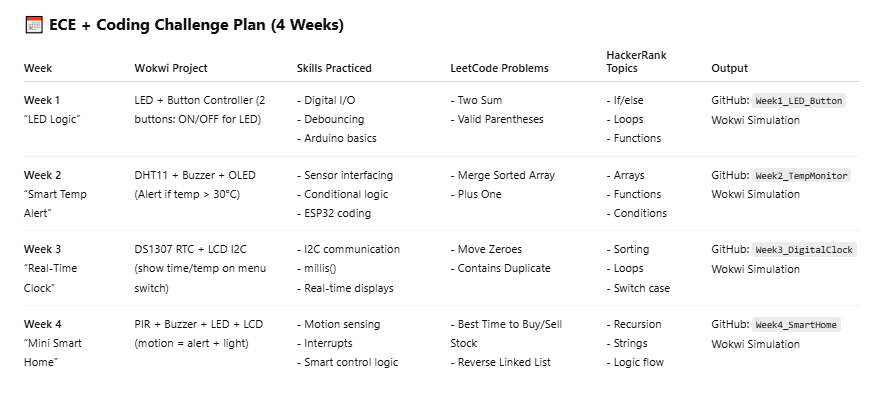 📅 ECE + Coding Challenge Plan (4 Weeks)
Week Wokwi Project Skills Practiced LeetCode Problems HackerRank Topics Output
Week 1 LED + Button Controller (2 - Digital I/O - Two Sum - If/else GitHub: Week1_LED_Button
“LED Logic” buttons: ON/OFF for LED) - Debouncing - Valid Parentheses - Loops Wokwi Simulation
- Arduino basics - Functions
Week 2 DHT11 + Buzzer + OLED - Sensor interfacing - Merge Sorted Array - Arrays GitHub: Week2_TempMonitor
“Smart Temp (Alert if temp > 30°C) - Conditional logic - Plus One - Functions Wokwi Simulation
Alert” - ESP32 coding - Conditions
Week 3 DS1307 RTC + LCD I2C - I2C communication - Move Zeroes - Sorting GitHub: Week3_DigitalClock
“Real-Time (show time/temp on menu - millis() - Contains Duplicate - Loops Wokwi Simulation
Clock” switch) - Real-time displays - Switch case
Week 4 PIR + Buzzer + LED + LCD - Motion sensing - Best Time to Buy/Sell - Recursion GitHub: Week4_SmartHome
“Mini Smart (motion = alert + light) - Interrupts Stock - Strings Wokwi Simulation
Home” - Smart control logic - Reverse Linked List - Logic flow